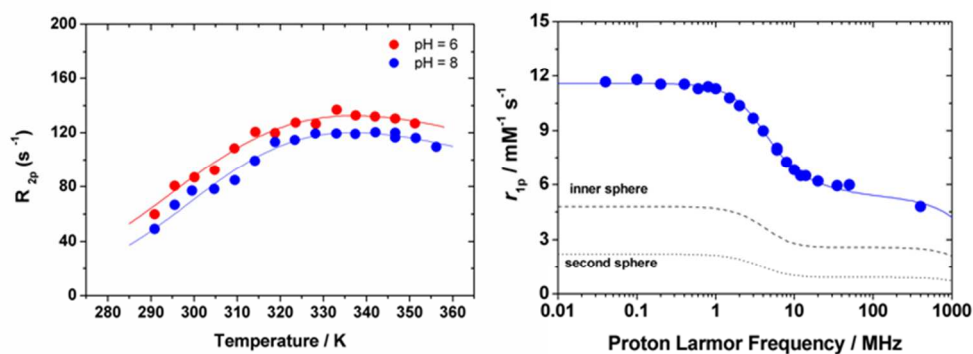 200
160
120
80
40
0
R 2p (s -1)
pH = 6
pH = 8
280 290 300 310 320 330 340 350 360
Temperature / K
15
12
9
6
3
0
r1p / mM-1 s-1
inner sphere
second sphere
0.01 0.1 1 10 100 1000
Proton Larmor Frequency / MHz